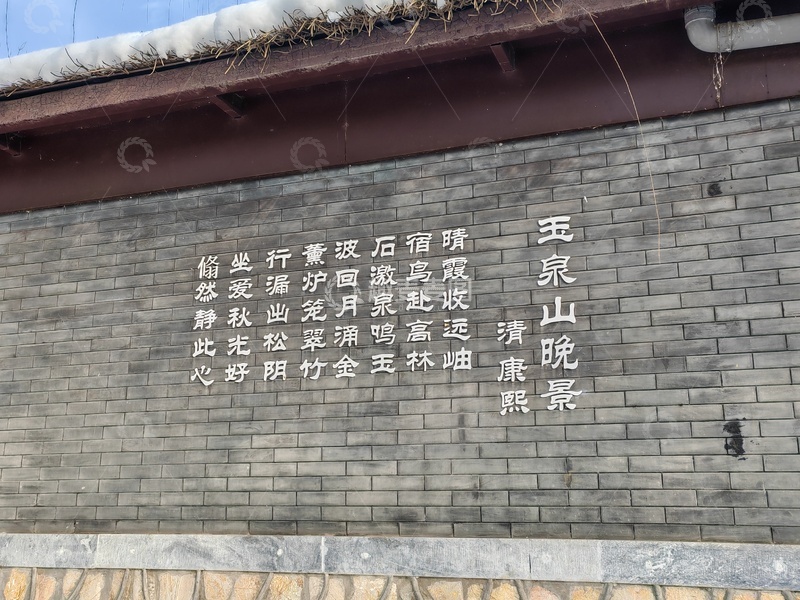 玉泉山晚景
清康熙
晴霞收远岫
宿鸟赴高林
石激泉鸣玉
波回月涌金
薰炉笼翠竹
行漏出松阴
坐爱秋光好
翛然静此心